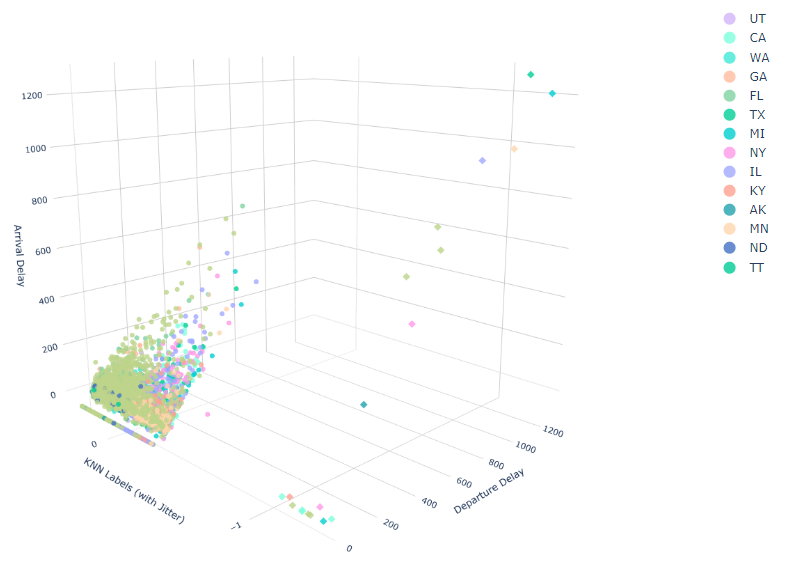 UT
CA
WA
GA
FL
TX
MI
NY
IL
KY
AK
MN
ND
TT
1200
1000
800
600
400
200
0
Arrival Delay
0
−1
KNN Labels (with Jitter)
0
200
400
600
800
1000
1200
Departure Delay